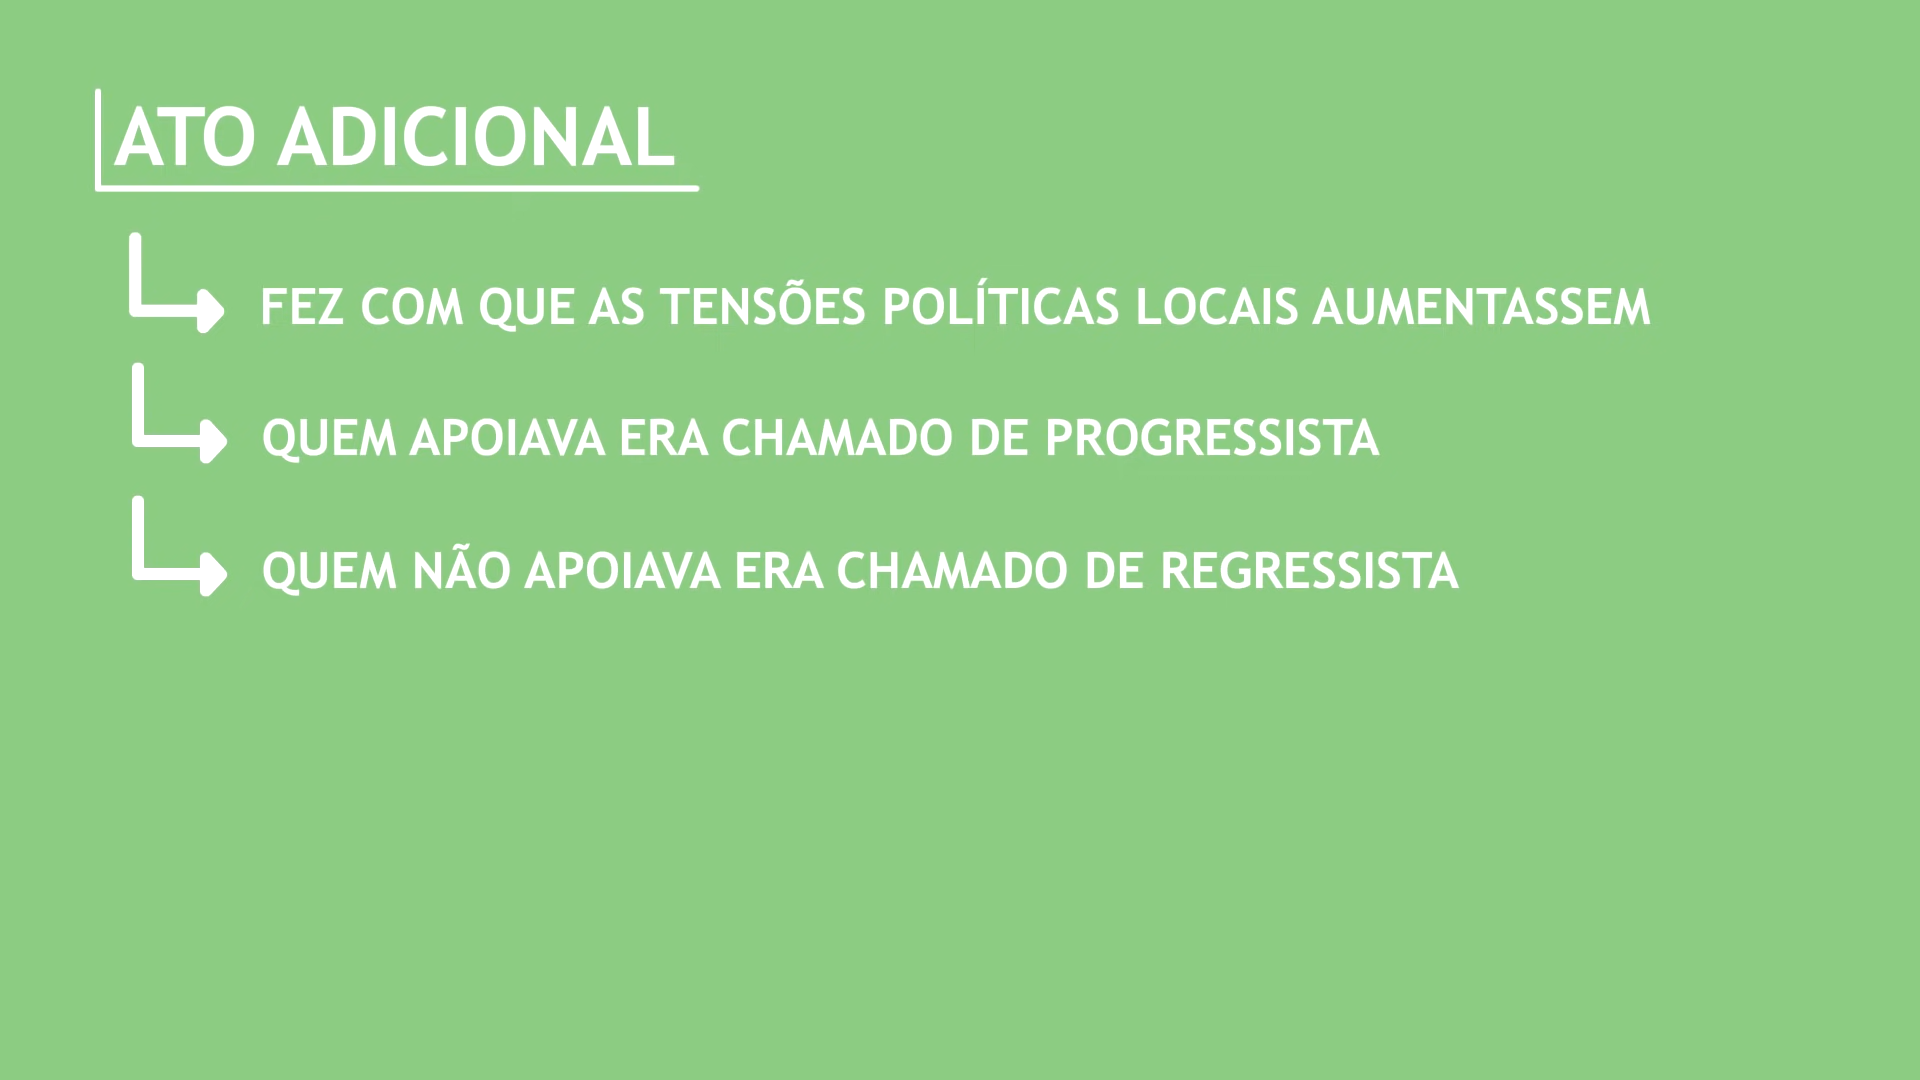 ATO ADICIONAL
FEZ COM QUE AS TENSÕES POLÍTICAS LOCAIS AUMENTASSEM
QUEM APOIAVA ERA CHAMADO DE PROGRESSISTA
QUEM NÃO APOIAVA ERA CHAMADO DE REGRESSISTA